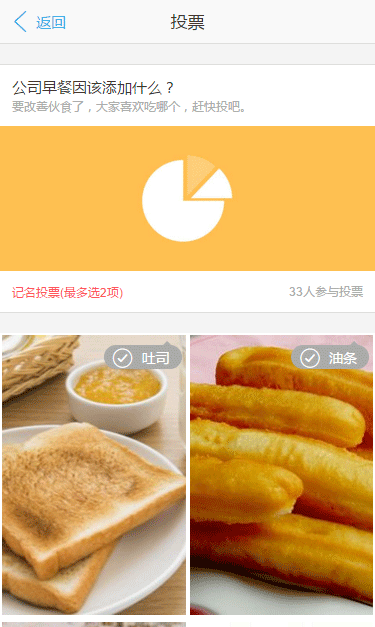 返回
投票
公司早餐因该添加什么？
要改善伙食了，大家喜欢吃哪个，赶快投吧。
记名投票(最多选2项)
33人参与投票
吐司
油条